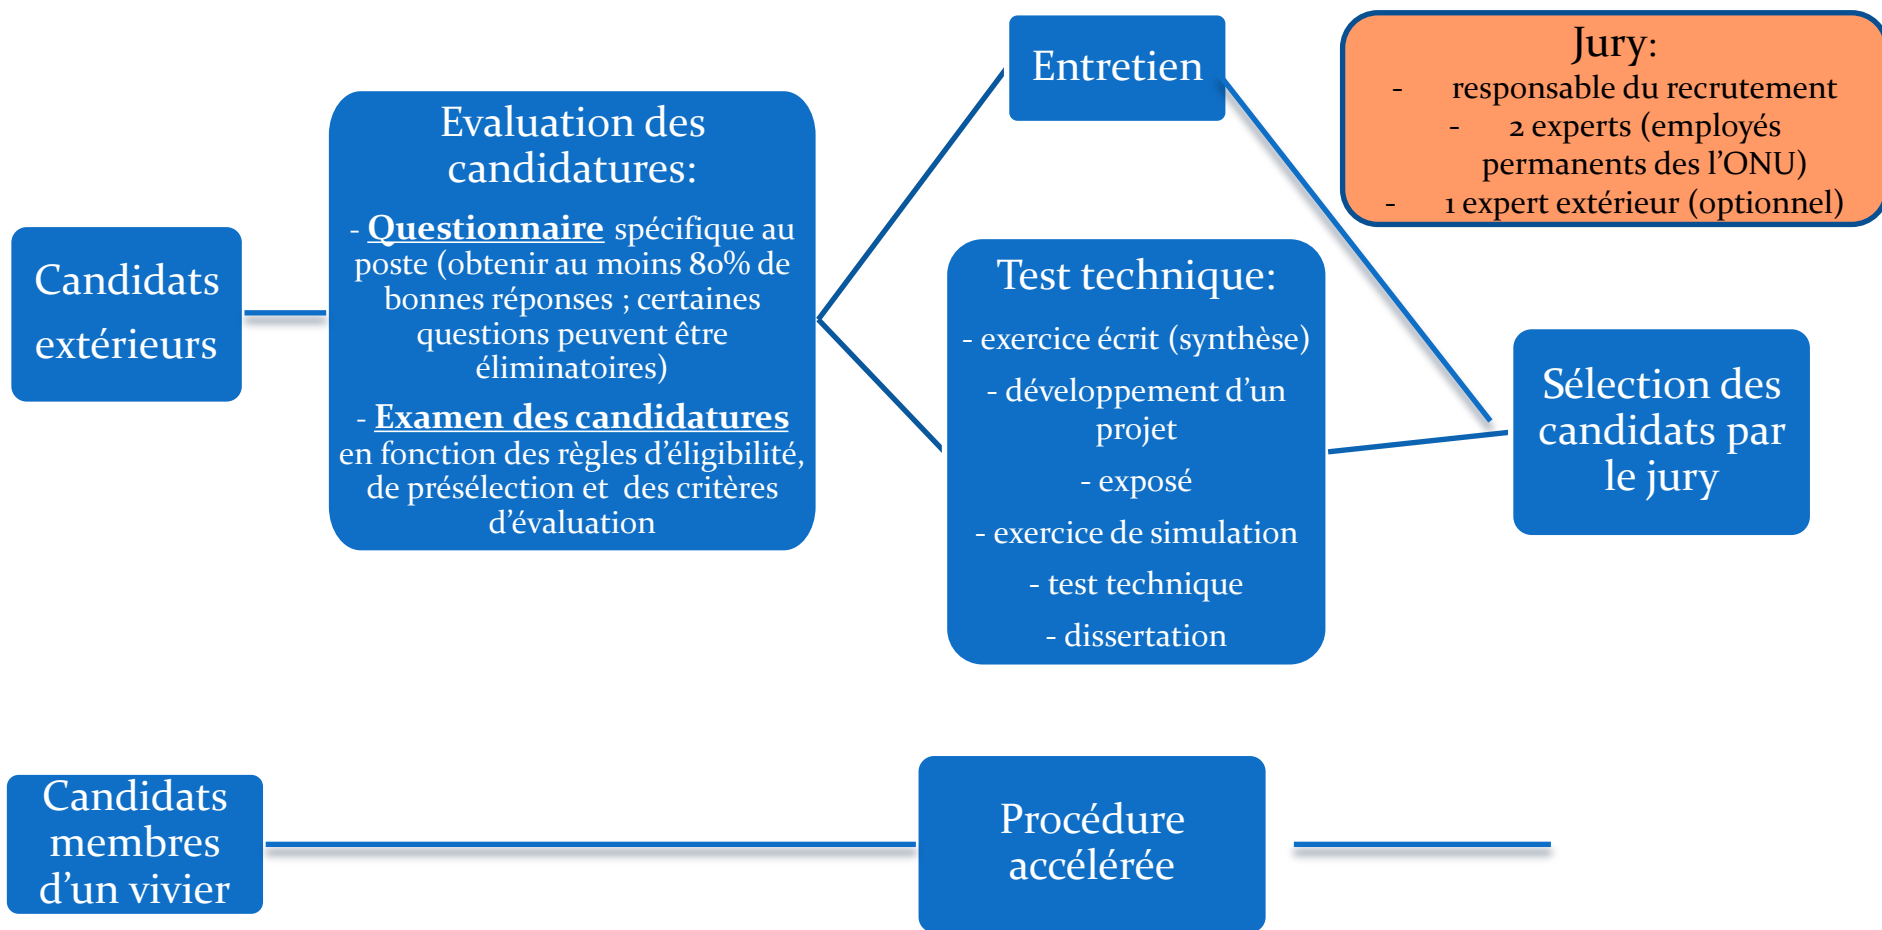 Candidats
extérieurs
Evaluation des
candidatures:
- Questionnaire spécifique au
poste (obtenir au moins 80% de
bonnes réponses ; certaines
questions peuvent être
éliminatoires)
- Examen des candidatures
en fonction des règles d’éligibilité,
de présélection et des critères
d’évaluation
Entretien
Test technique:
- exercice écrit (synthèse)
- développement d’un
projet
- exposé
- exercice de simulation
- test technique
- dissertation
Jury:
- responsable du recrutement
- 2 experts (employés
permanents des l’ONU)
- 1 expert extérieur (optionnel)
Sélection des
candidats par
le jury
Candidats
membres
d’un vivier
Procédure
accélérée